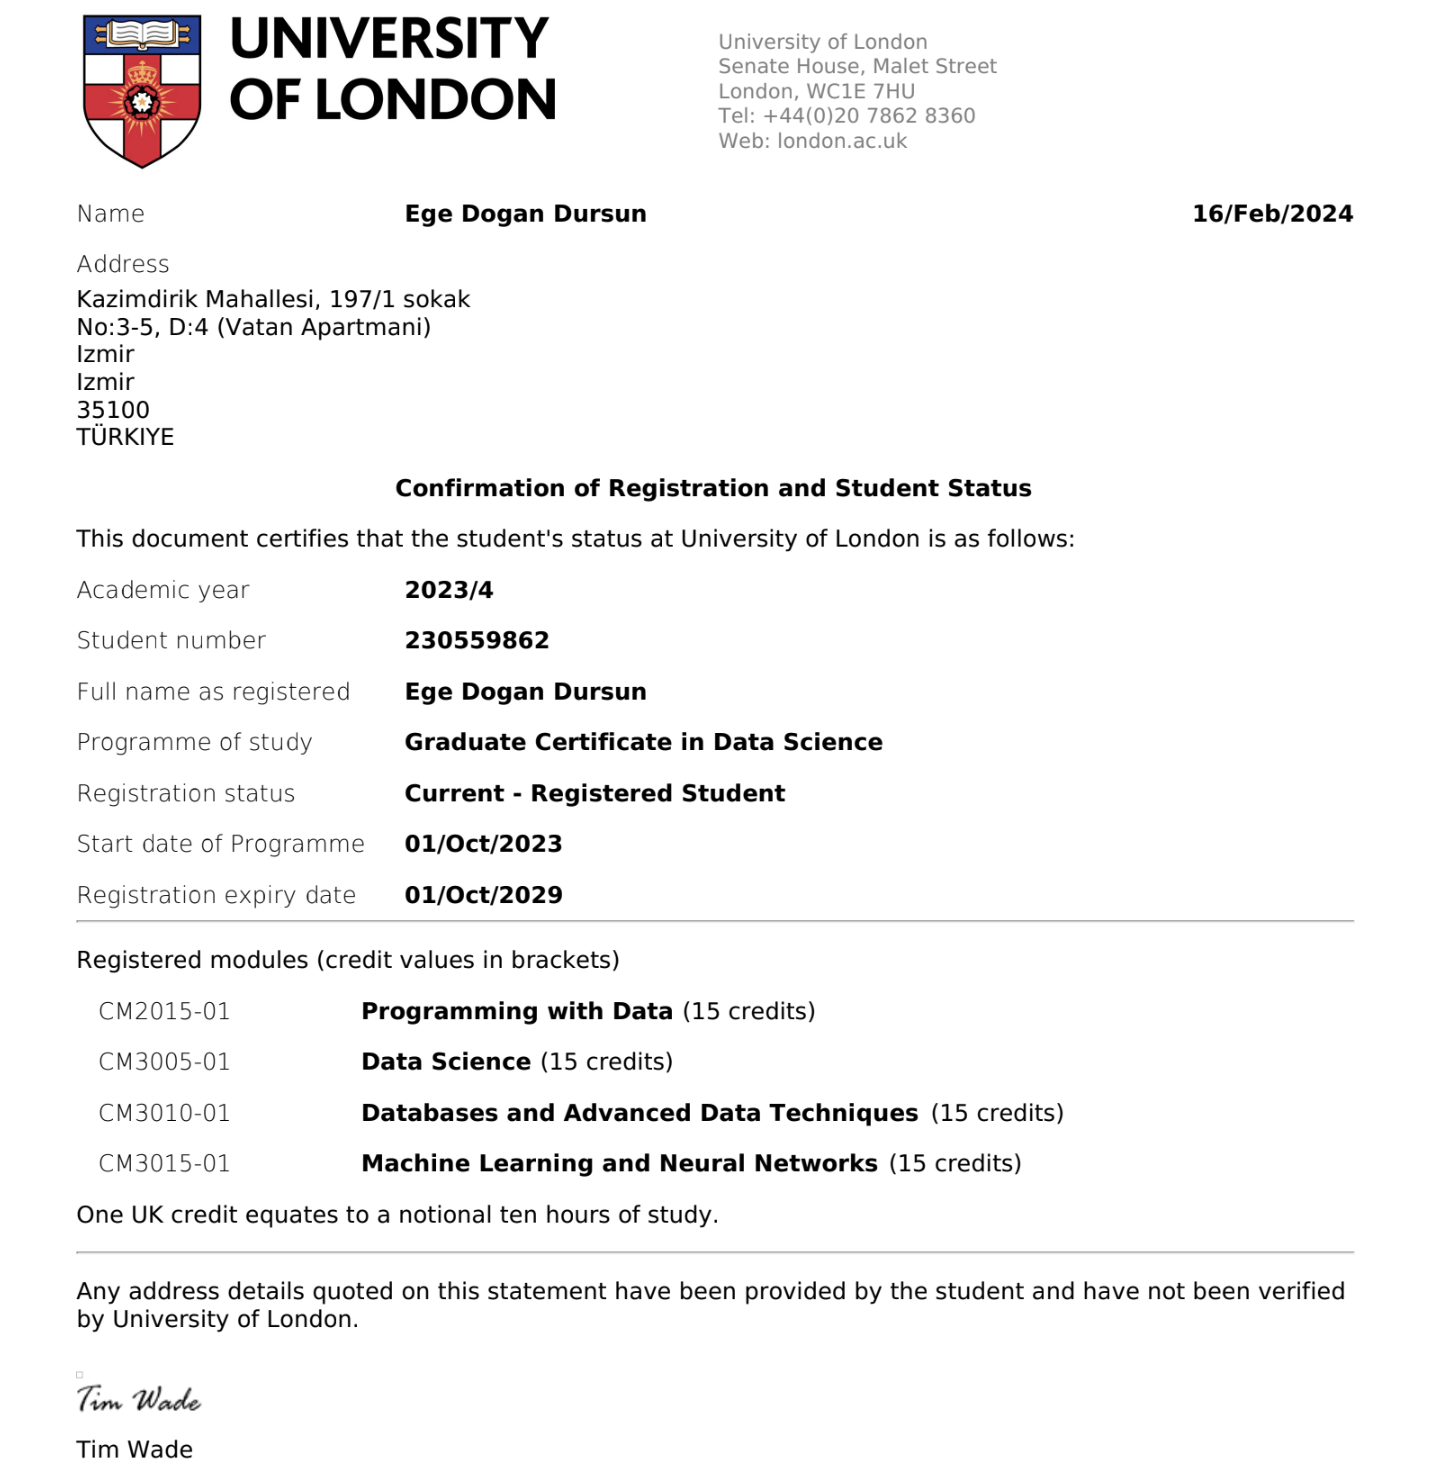 UNIVERSITY
OF LONDON
University of London
Senate House, Malet Street
London, WC1E 7HU
Tel: +44(0)20 7862 8360
Web: london.ac.uk
Name Ege Dogan Dursun 16/Feb/2024
Address
Kazimdirik Mahallesi, 197/1 sokak
No:3-5, D:4 (Vatan Apartmani)
Izmir
Izmir
35100
TÜRKIYE
Confirmation of Registration and Student Status
This document certifies that the student's status at University of London is as follows:
Academic year 2023/4
Student number 230559862
Full name as registered Ege Dogan Dursun
Programme of study Graduate Certificate in Data Science
Registration status Current - Registered Student
Start date of Programme 01/Oct/2023
Registration expiry date 01/Oct/2029
Registered modules (credit values in brackets)
CM2015-01 Programming with Data (15 credits)
CM3005-01 Data Science (15 credits)
CM3010-01 Databases and Advanced Data Techniques (15 credits)
CM3015-01 Machine Learning and Neural Networks (15 credits)
One UK credit equates to a notional ten hours of study.
Any address details quoted on this statement have been provided by the student and have not been verified
by University of London.
Tim Wade
Tim Wade